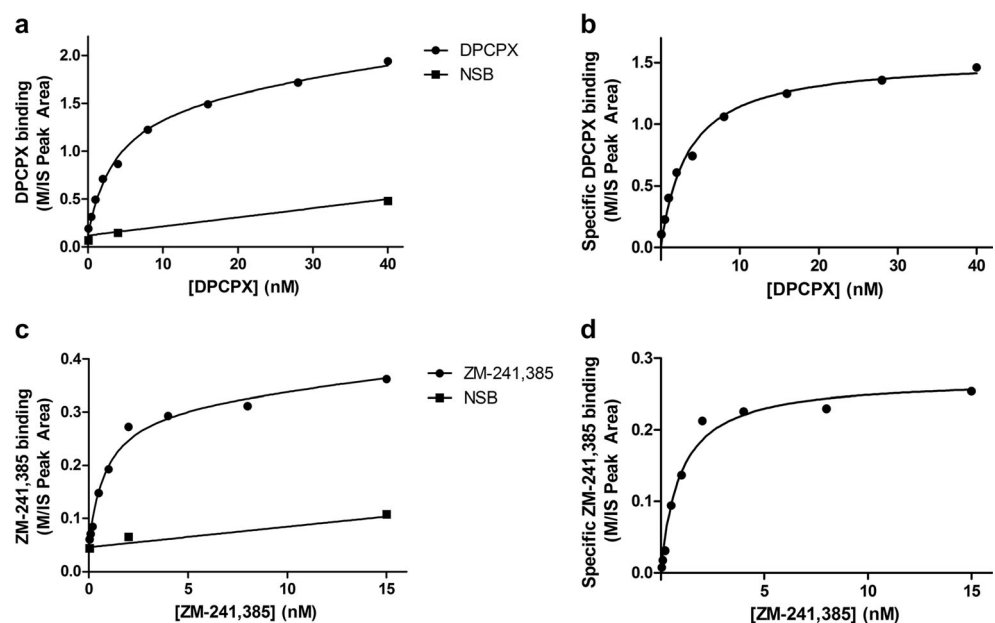 a
DPCPX binding
(M/IS Peak Area)
2.0
1.5
1.0
0.5
0.0
0
10
20
30
40
[DPCPX] (nM)
DPCPX
NSB
b
Specific DPCPX binding
(M/IS Peak Area)
1.5
1.0
0.5
0.0
10
20
30
40
[DPCPX] (nM)
c
ZM-241,385 binding
(M/IS Peak Area)
0.4
0.3
0.2
0.1
0.0
0
5
10
15
[ZM-241,385] (nM)
ZM-241,385
NSB
d
Specific ZM-241,385 binding
(M/IS Peak Area)
0.3
0.2
0.1
0.0
5
10
15
[ZM-241,385] (nM)